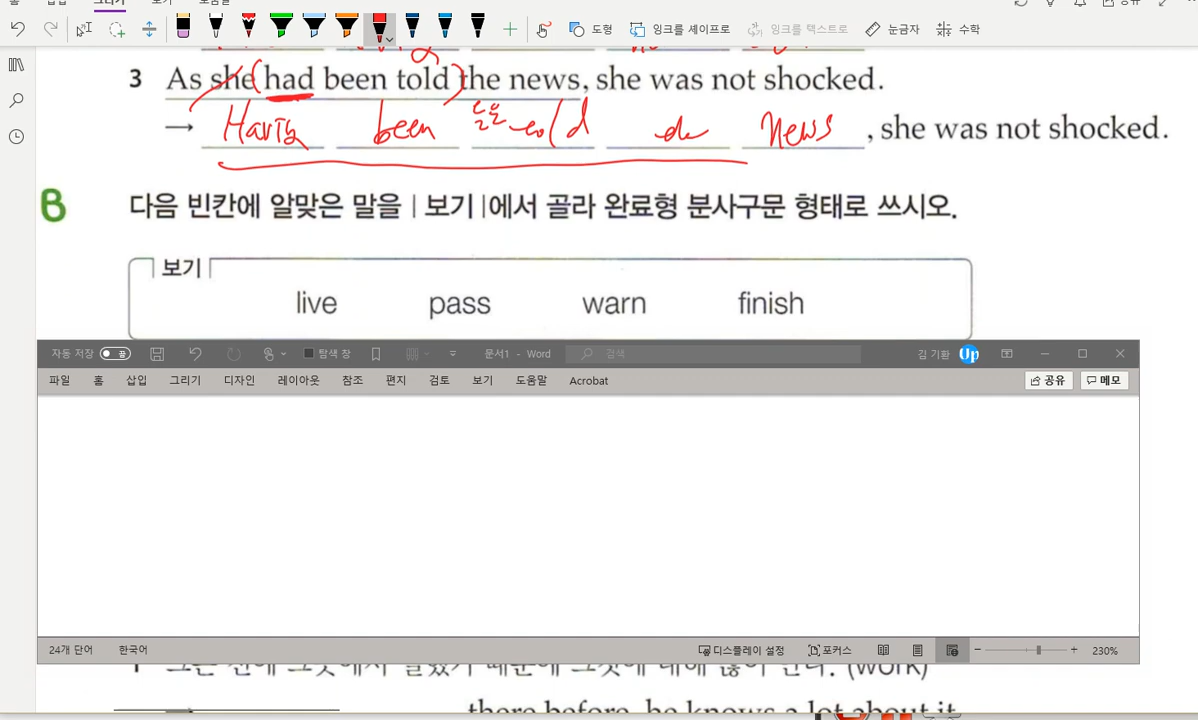 도형 잉크를 셰이프로 잉크를 텍스트로 눈금자 수학
3 As she had been told the news, she was not shocked.
→ Having been told the news, she was not shocked.
B 다음 빈칸에 알맞은 말을 | 보기 |에서 골라 완료형 분사구문 형태로 쓰시오.
보기
live pass warn finish
자동 저장 끔 탐색 창 문서1 - Word 검색 김 기환 Up
파일 홈 삽입 그리기 디자인 레이아웃 참조 편지 검토 보기 도움말 Acrobat 공유 메모
24개 단어 한국어 디스플레이 설정 포커스 230%
(work)
→ there before, he knows a lot about it.